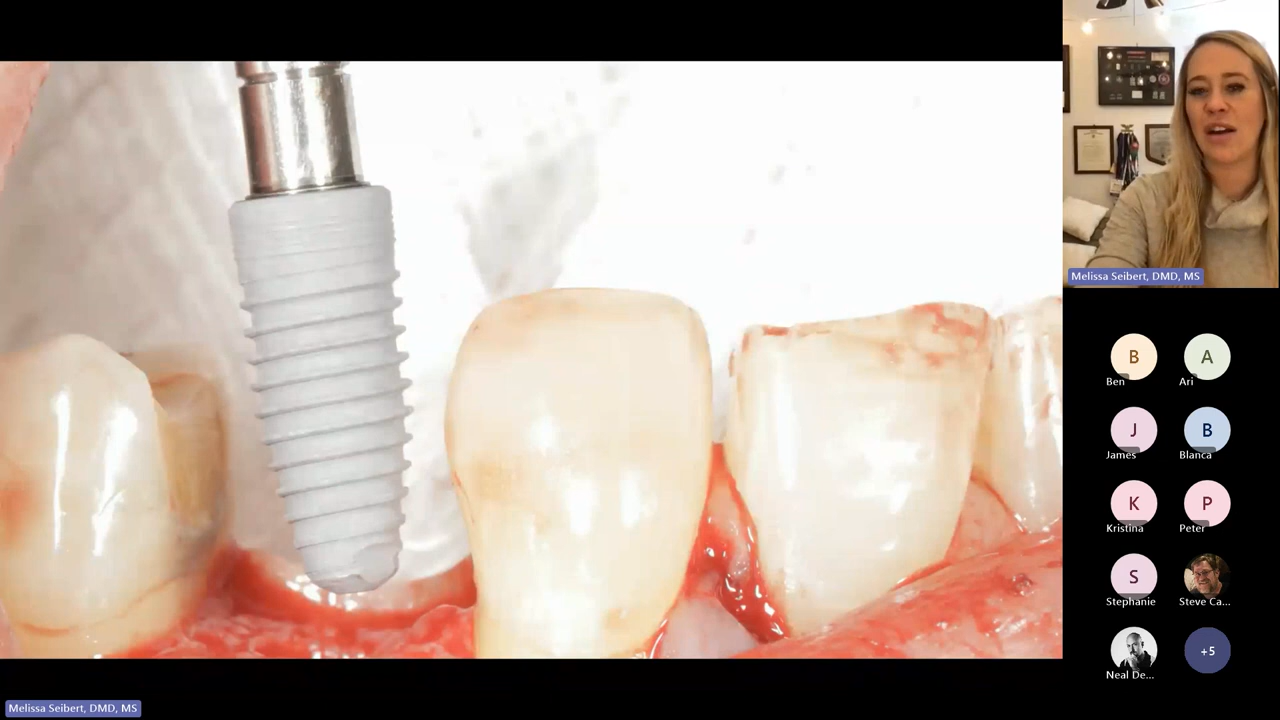 Melissa Seibert, DMD, MS
B
A
Ben
Ari
J
B
James
Blanca
K
P
Kristina
Peter
S
Stephanie
Steve Ca...
Neal De...
+5
Melissa Seibert, DMD, MS